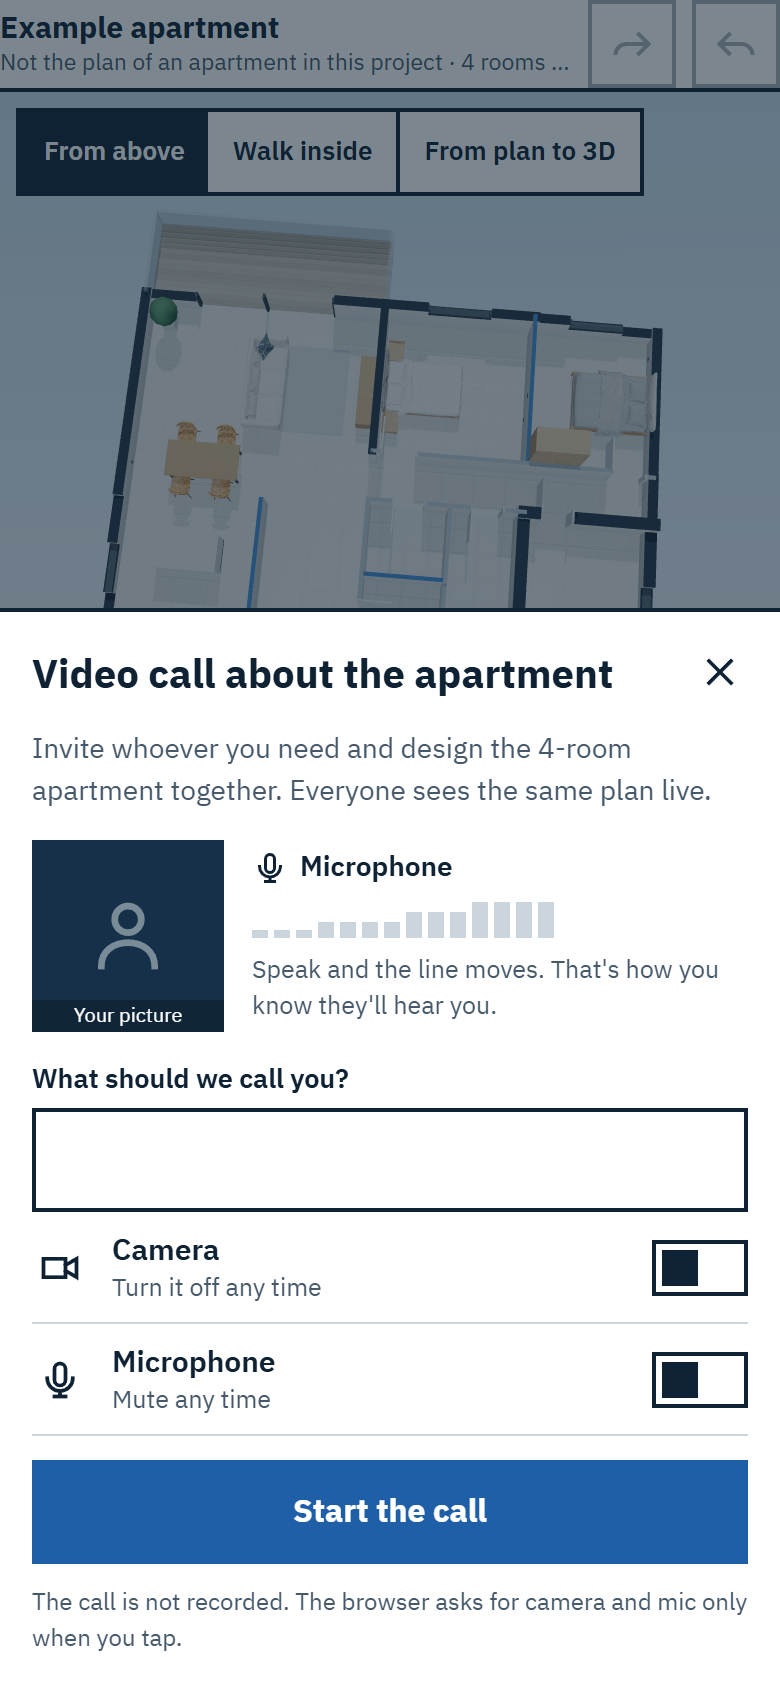 Example apartment
Not the plan of an apartment in this project · 4 rooms ...
From above
Walk inside
From plan to 3D
Video call about the apartment
Invite whoever you need and design the 4-room
apartment together. Everyone sees the same plan live.
Microphone
Speak and the line moves. That's how you
know they'll hear you.
Your picture
What should we call you?
Camera
Turn it off any time
Microphone
Mute any time
Start the call
The call is not recorded. The browser asks for camera and mic only
when you tap.